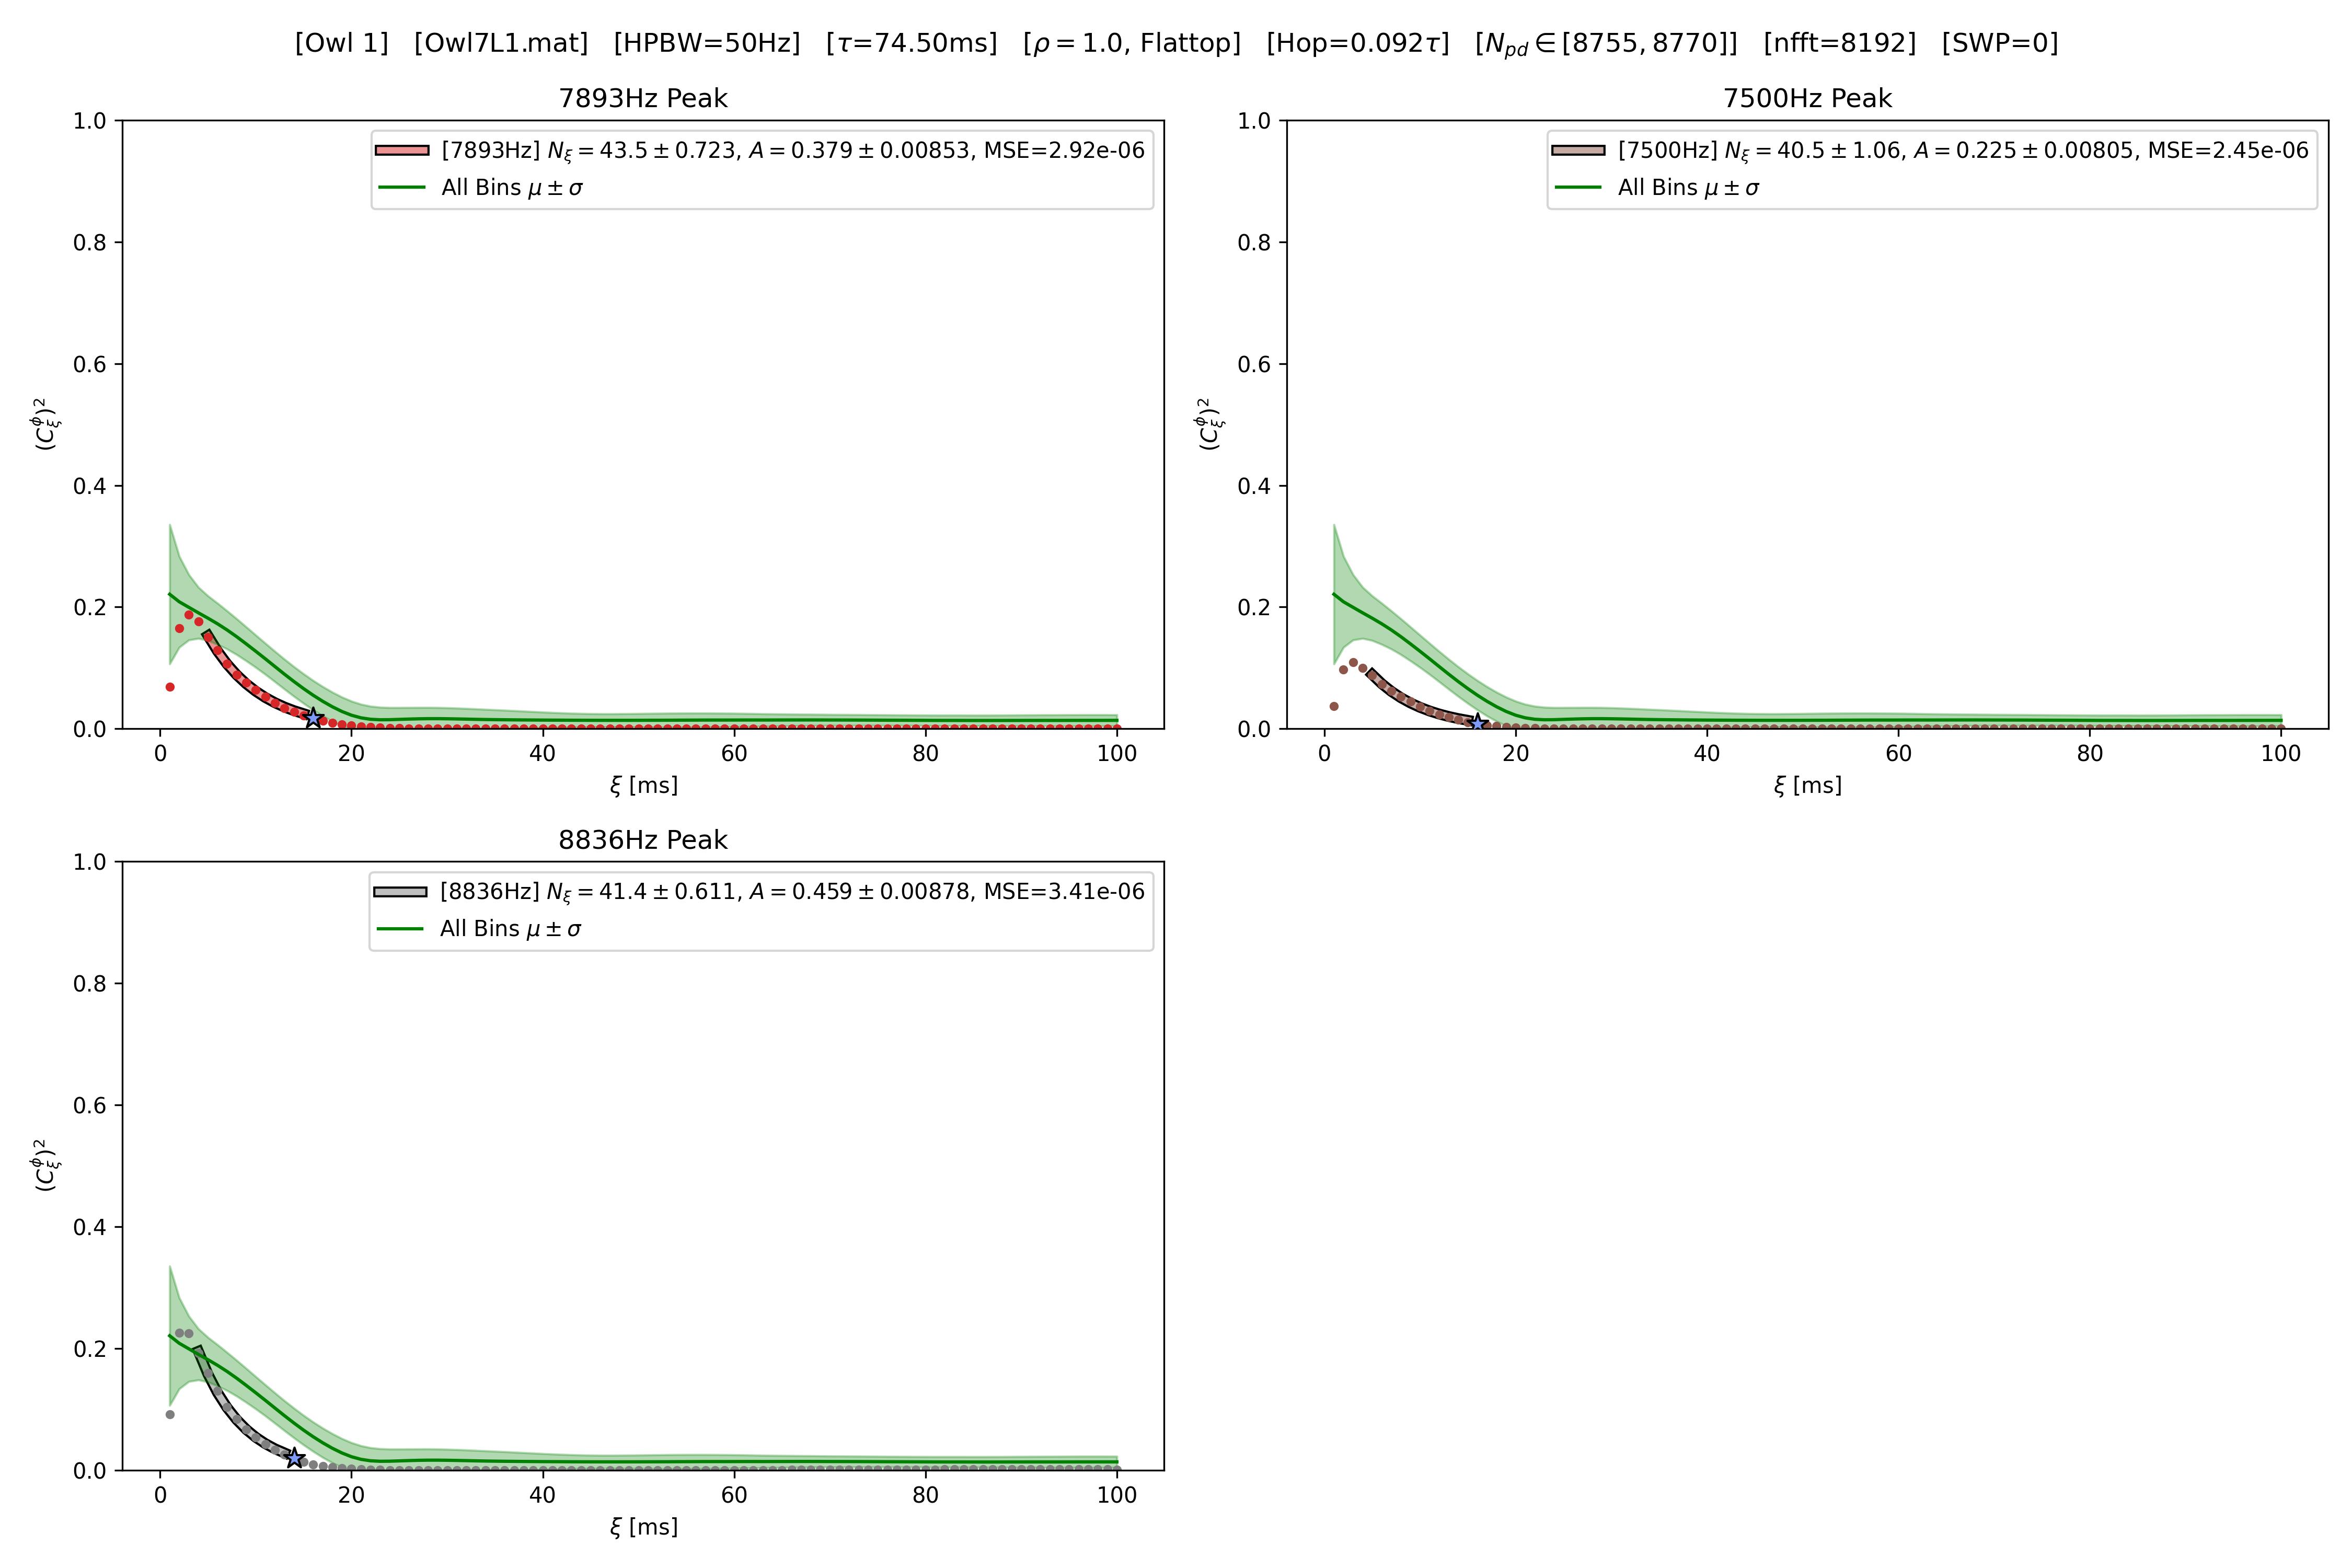 [Owl 1] [Owl7L1.mat] [HPBW=50Hz] [τ=74.50ms] [ρ = 1.0, Flattop] [Hop=0.092τ] [N_{pd} ∈ [8755, 8770]] [nfft=8192] [SWP=0]
7893Hz Peak
[7893Hz] N_ξ = 43.5 ± 0.723, A = 0.379 ± 0.00853, MSE=2.92e-06
All Bins μ ± σ
1.0
0.8
0.6
0.4
0.2
0.0
(C_ξ^ϕ)²
0 20 40 60 80 100
ξ [ms]
7500Hz Peak
[7500Hz] N_ξ = 40.5 ± 1.06, A = 0.225 ± 0.00805, MSE=2.45e-06
All Bins μ ± σ
1.0
0.8
0.6
0.4
0.2
0.0
(C_ξ^ϕ)²
0 20 40 60 80 100
ξ [ms]
8836Hz Peak
[8836Hz] N_ξ = 41.4 ± 0.611, A = 0.459 ± 0.00878, MSE=3.41e-06
All Bins μ ± σ
1.0
0.8
0.6
0.4
0.2
0.0
(C_ξ^ϕ)²
0 20 40 60 80 100
ξ [ms]